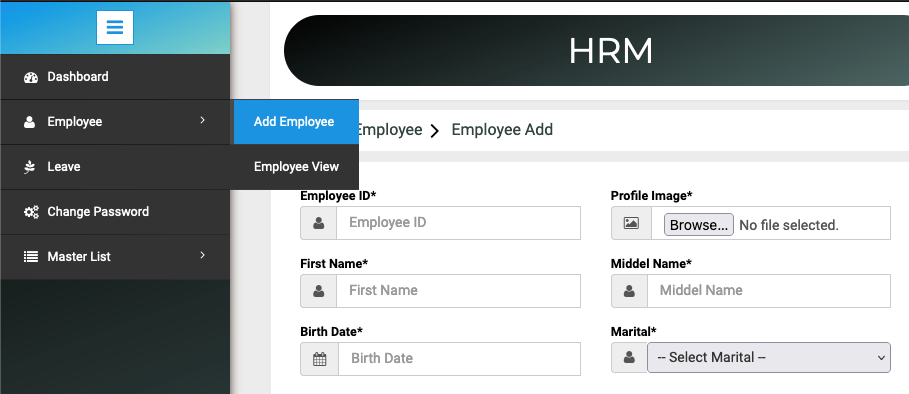 HRM
Dashboard
Employee
Add Employee
Employee View
Leave
Change Password
Master List
Employee
Employee Add
Employee ID*
Employee ID
Profile Image*
Browse... No file selected.
First Name*
First Name
Middel Name*
Middel Name
Birth Date*
Birth Date
Marital*
-- Select Marital --